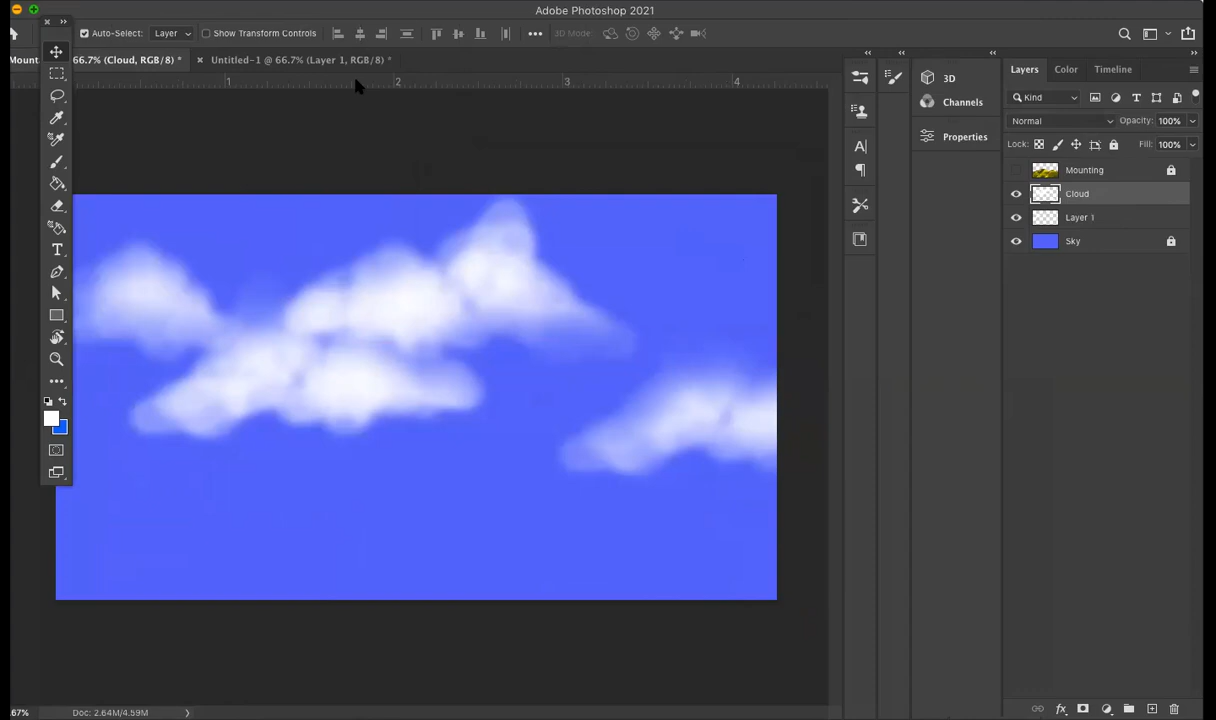 Adobe Photoshop 2021
Auto-Select: Layer Show Transform Controls 3D Mode:
Mount 66.7% (Cloud, RGB/8) * × Untitled-1 @ 66.7% (Layer 1, RGB/8) *
1 2 3 4
3D
Channels
Properties
Layers Color Timeline
Kind
Normal Opacity: 100%
Lock: Fill: 100%
Mounting
Cloud
Layer 1
Sky
67% Doc: 2.64M/4.59M